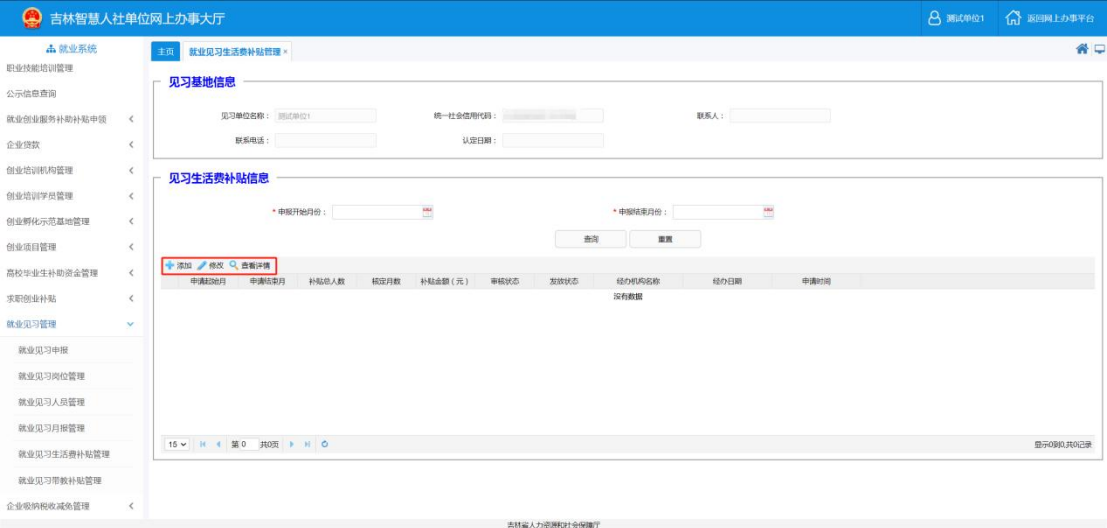 吉林智慧人社单位网上办事大厅
测试单位1
返回网上办事平台
就业系统
职业技能培训管理
公示信息查询
就业创业服务补助补贴申领
企业贷款
创业培训机构管理
创业培训学员管理
创业孵化示范基地管理
创业项目管理
高校毕业生补助资金管理
求职创业补贴
就业见习管理
就业见习申报
就业见习岗位管理
就业见习人员管理
就业见习月报管理
就业见习生活费补贴管理
就业见习带教补贴管理
企业吸纳税收减免管理
主页 就业见习生活费补贴管理 ×
见习基地信息
见习单位名称： 测试单位1 统一社会信用代码： 联系人：
联系电话： 认定日期：
见习生活费补贴信息
* 申报开始月份： * 申报结束月份：
查询 重置
添加 修改 查看详情
申请起始月 申请结束月 补贴总人数 核定月数 补贴金额（元） 审核状态 发放状态 经办机构名称 经办日期 申请时间
没有数据
15 第 0 共0页 显示0到0,共0记录
吉林省人力资源和社会保障厅